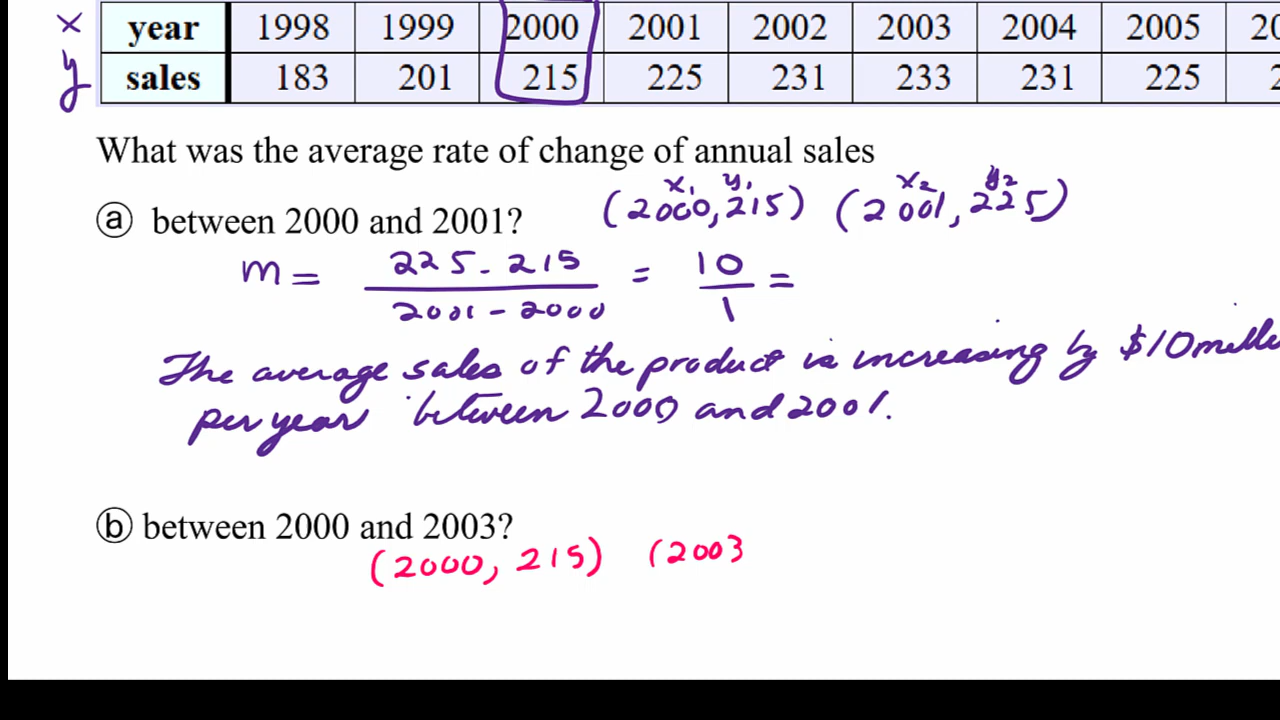 x year 1998 1999 2000 2001 2002 2003 2004 2005 20
y sales 183 201 215 225 231 233 231 225 2
What was the average rate of change of annual sales
x₁ y₁ x₂ y₂
ⓐ between 2000 and 2001? (2000, 215) (2001, 225)
m = 225 - 215 / 2001 - 2000 = 10 / 1 =
The average sales of the product is increasing by $10 mill
per year between 2000 and 2001.
ⓑ between 2000 and 2003?
(2000, 215) (2003